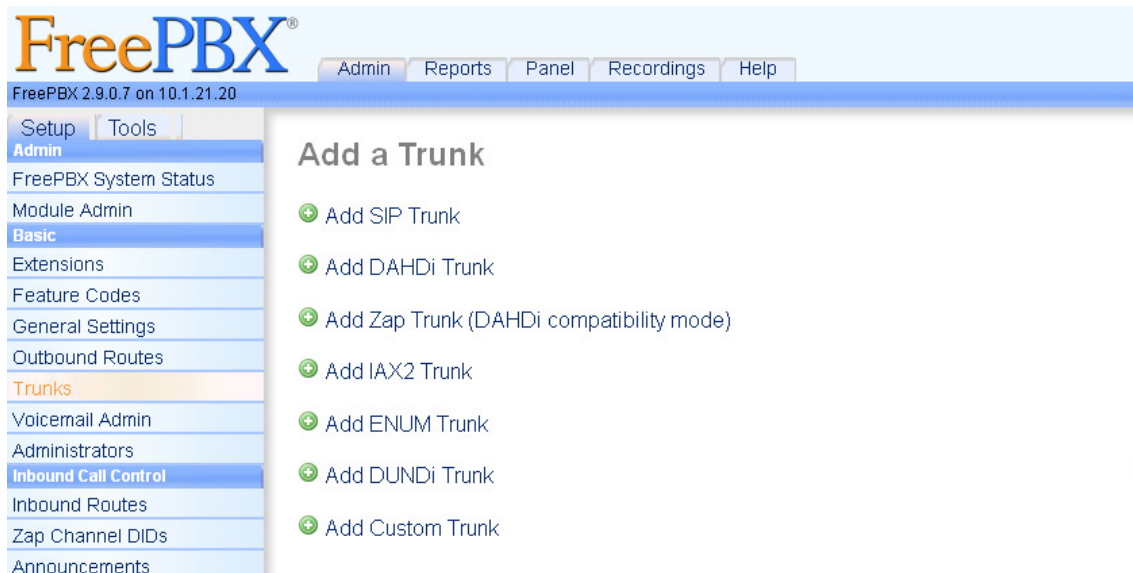 FreePBX®
Admin Reports Panel Recordings Help
FreePBX 2.9.0.7 on 10.1.21.20
Setup Tools
Admin
FreePBX System Status
Module Admin
Basic
Extensions
Feature Codes
General Settings
Outbound Routes
Trunks
Voicemail Admin
Administrators
Inbound Call Control
Inbound Routes
Zap Channel DIDs
Announcements
Add a Trunk
Add SIP Trunk
Add DAHDi Trunk
Add Zap Trunk (DAHDi compatibility mode)
Add IAX2 Trunk
Add ENUM Trunk
Add DUNDi Trunk
Add Custom Trunk